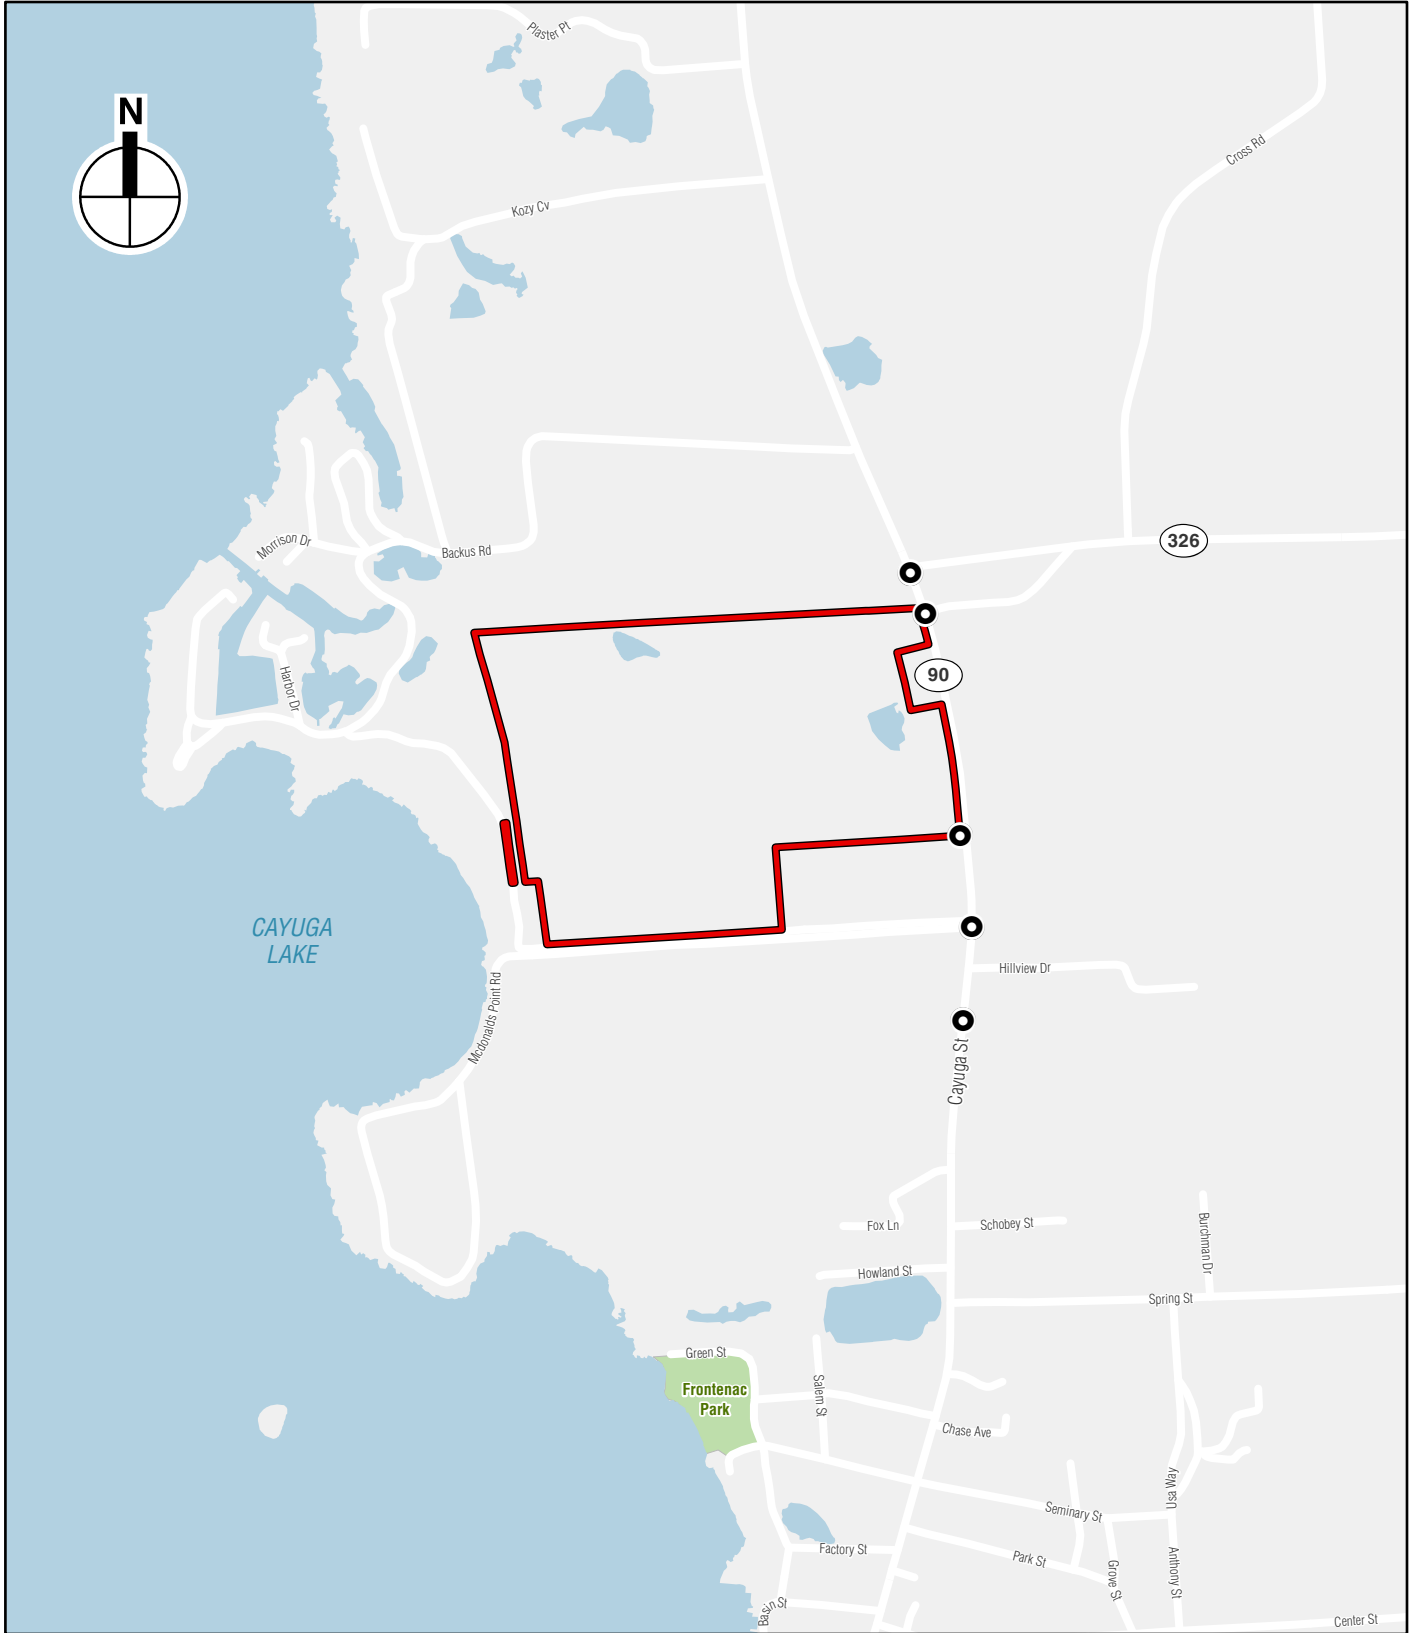 Plaster Pt
N
Cross Rd
Kozy Cv
Morrison Dr
Backus Rd
326
Harbor Dr
90
CAYUGA
LAKE
Hillview Dr
Mcdonalds Point Rd
Cayuga St
Fox Ln
Schobey St
Burchman Dr
Howland St
Spring St
Green St
Frontenac
Park
Salem St
Chase Ave
Lisa Way
Seminary St
Factory St
Park St
Grove St
Anthony St
Basin St
Center St